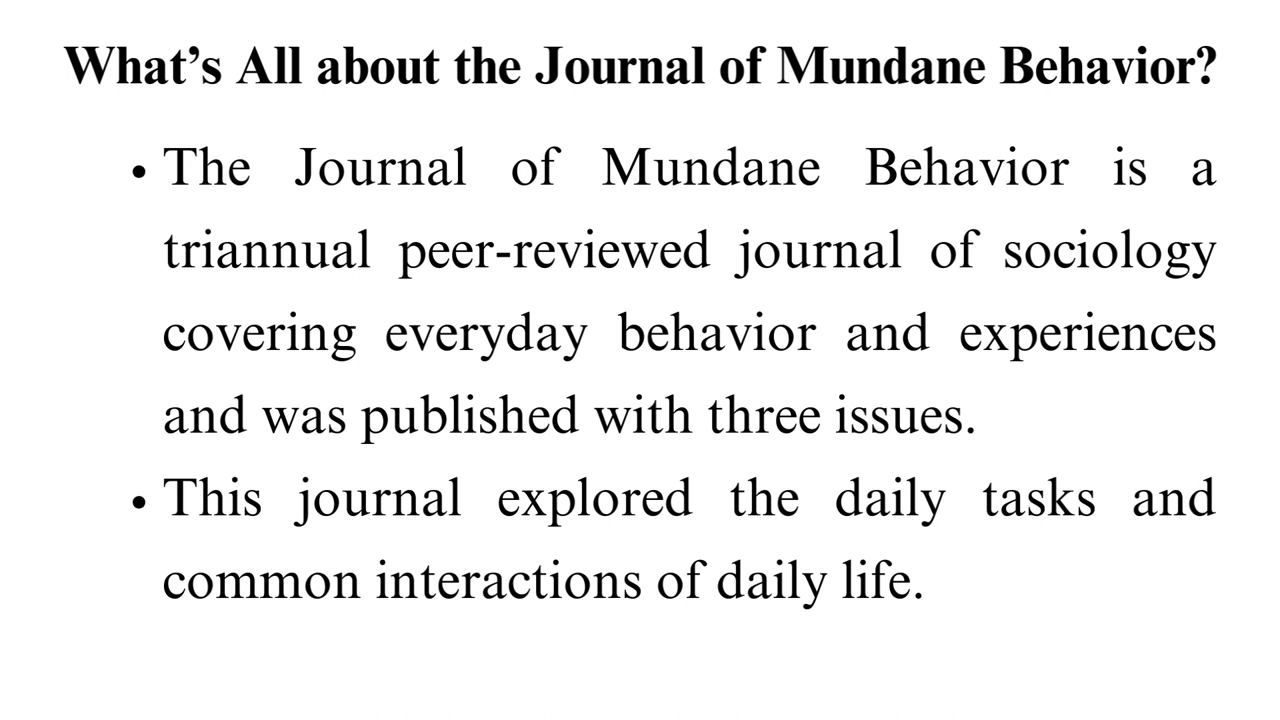 What's All about the Journal of Mundane Behavior?
• The Journal of Mundane Behavior is a
triannual peer-reviewed journal of sociology
covering everyday behavior and experiences
and was published with three issues.
• This journal explored the daily tasks and
common interactions of daily life.